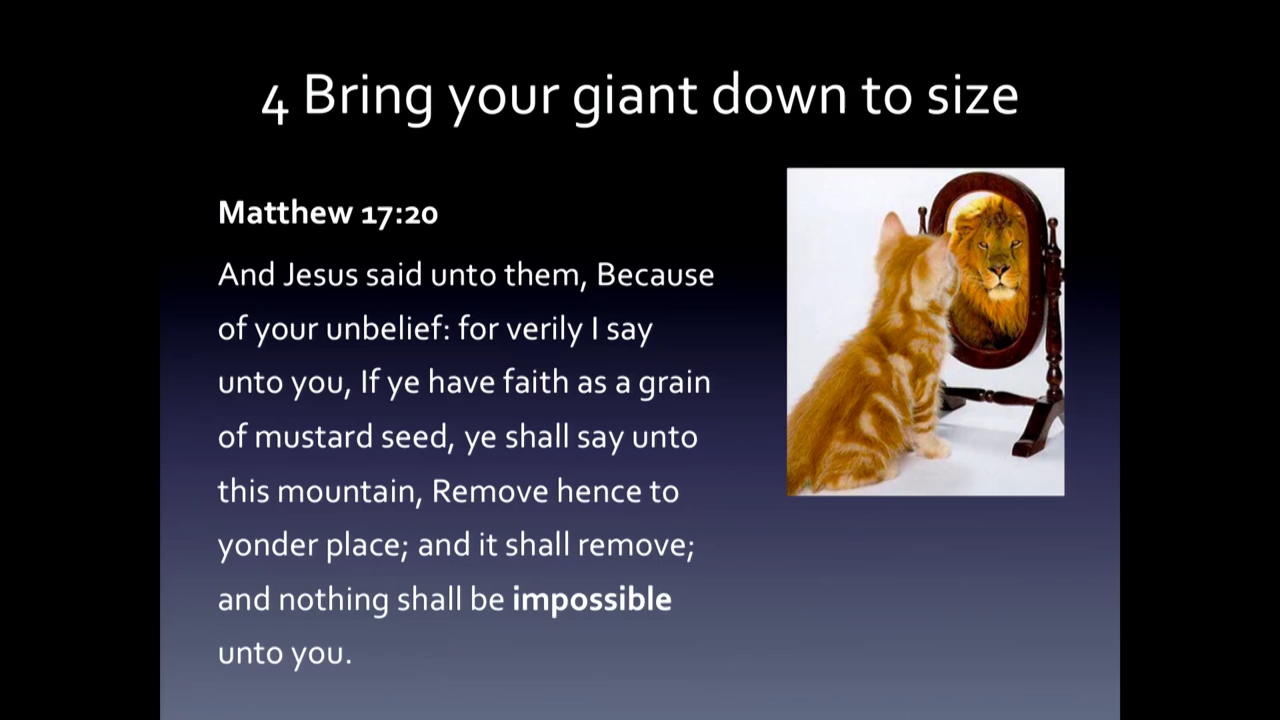 4 Bring your giant down to size
Matthew 17:20
And Jesus said unto them, Because
of your unbelief: for verily I say
unto you, If ye have faith as a grain
of mustard seed, ye shall say unto
this mountain, Remove hence to
yonder place; and it shall remove;
and nothing shall be impossible
unto you.